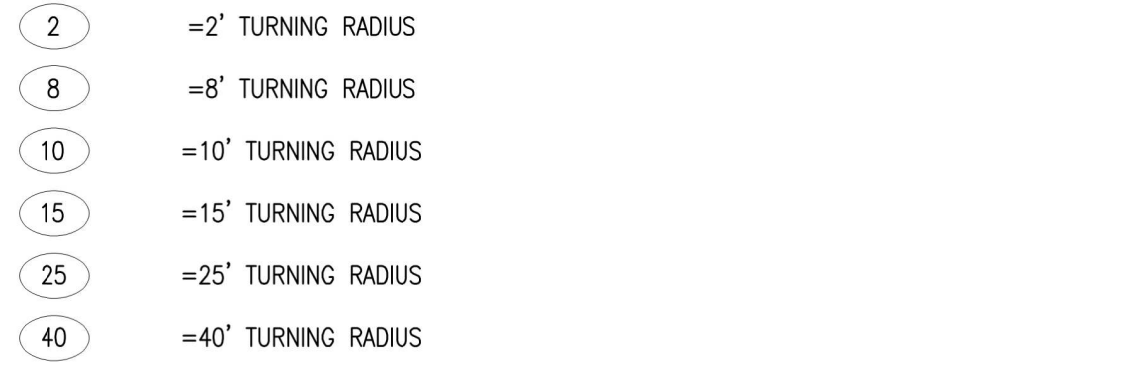 2 =2' TURNING RADIUS
8 =8' TURNING RADIUS
10 =10' TURNING RADIUS
15 =15' TURNING RADIUS
25 =25' TURNING RADIUS
40 =40' TURNING RADIUS